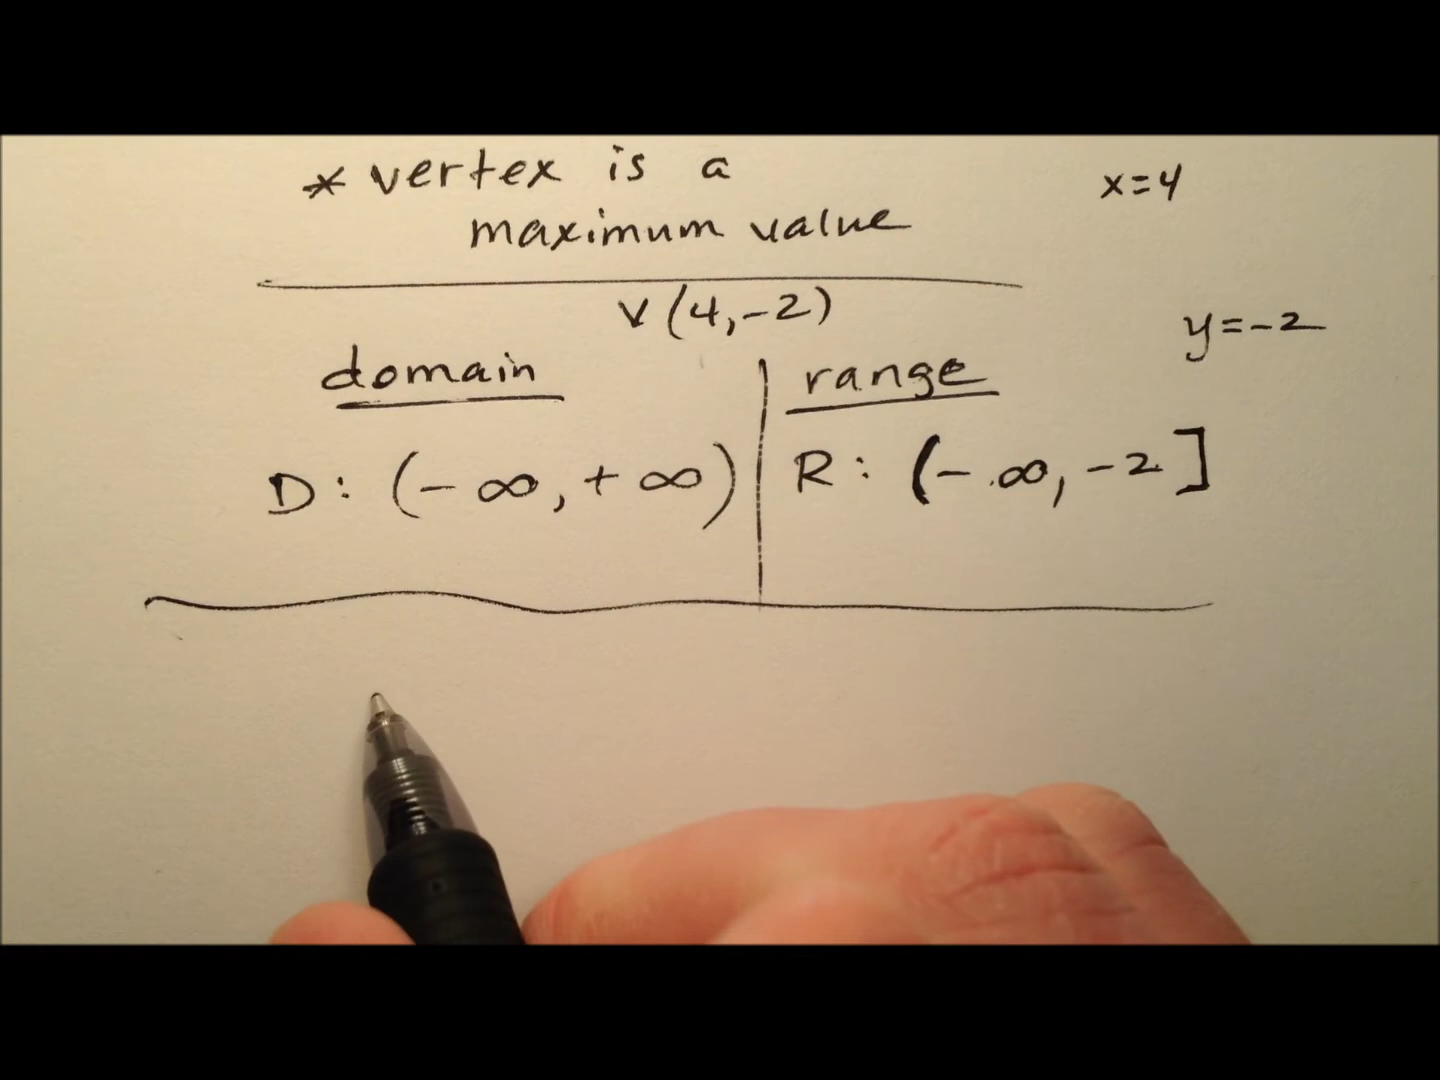 * vertex is a
maximum value
x=4
V (4,-2)
y=-2
domain
range
D: (-∞,+∞)
R: (-∞,-2]